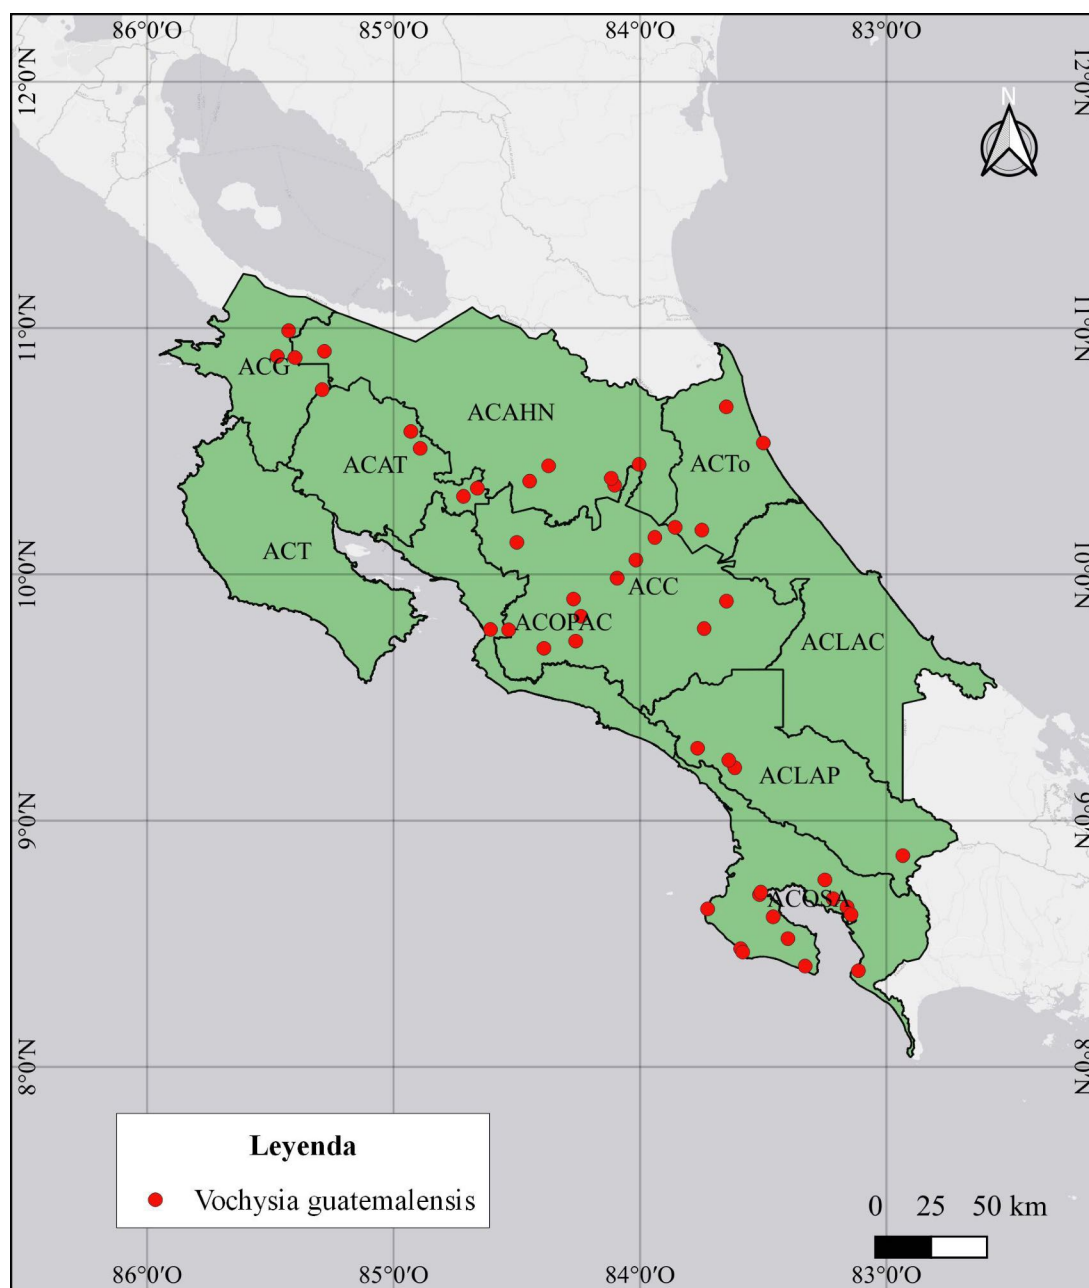 86°0′O 85°0′O 84°0′O 83°0′O
12°0′N 12°0′N
N
11°0′N 11°0′N
ACG
ACAHN
ACAT
ACTo
ACT
10°0′N 10°0′N
ACC
ACOPAC
ACLAC
ACLAP
9°0′N 9°0′N
ACOSA
8°0′N 8°0′N
Leyenda
Vochysia guatemalensis
0 25 50 km
86°0′O 85°0′O 84°0′O 83°0′O